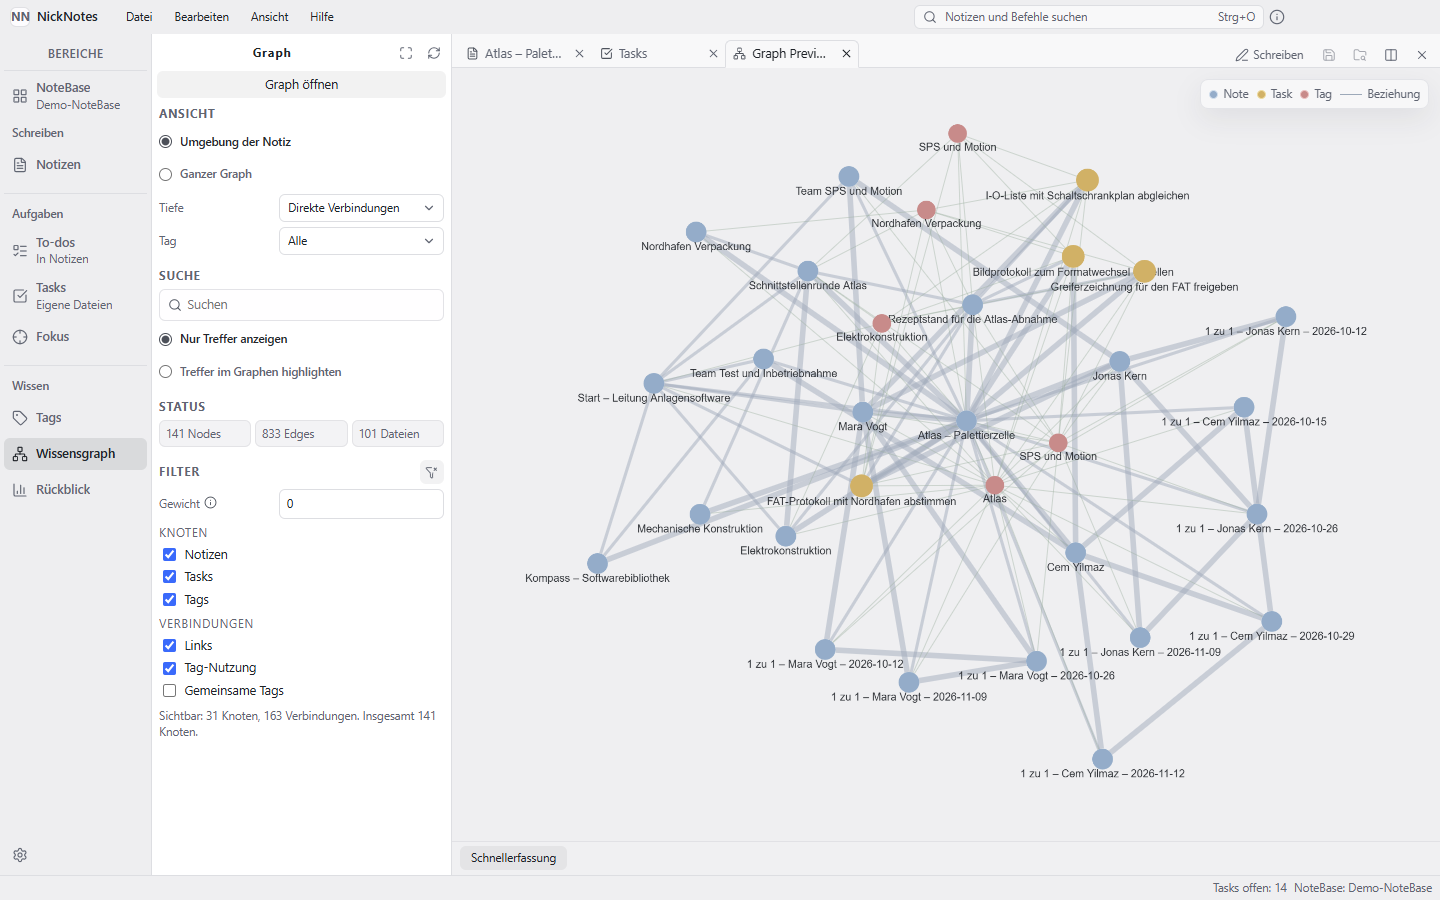 NN NickNotes
Datei
Bearbeiten
Ansicht
Hilfe
Notizen und Befehle suchen
Strg+O
BEREICHE
NoteBase
Demo-NoteBase
Schreiben
Notizen
Aufgaben
To-dos
In Notizen
Tasks
Eigene Dateien
Fokus
Wissen
Tags
Wissensgraph
Rückblick
Graph
Graph öffnen
ANSICHT
Umgebung der Notiz
Ganzer Graph
Tiefe
Direkte Verbindungen
Tag
Alle
SUCHE
Suchen
Nur Treffer anzeigen
Treffer im Graphen highlighten
STATUS
141 Nodes
833 Edges
101 Dateien
FILTER
Gewicht
0
KNOTEN
Notizen
Tasks
Tags
VERBINDUNGEN
Links
Tag-Nutzung
Gemeinsame Tags
Sichtbar: 31 Knoten, 163 Verbindungen. Insgesamt 141
Knoten.
Atlas – Palet...
Tasks
Graph Previ...
Schreiben
Note
Task
Tag
Beziehung
SPS und Motion
Team SPS und Motion
I-O-Liste mit Schaltschrankplan abgleichen
Nordhafen Verpackung
Nordhafen Verpackung
Bildprotokoll zum Formatwechsel
Schnittstellenrunde Atlas
Greiferzeichnung für den FAT freigeben
Rezeptstand für die Atlas-Abnahme
1 zu 1 – Jonas Kern – 2026-10-12
Elektrokonstruktion
Team Test und Inbetriebnahme
Jonas Kern
Start – Leitung Anlagensoftware
1 zu 1 – Cem Yilmaz – 2026-10-15
Mara Vogt
Atlas – Palettierzelle
SPS und Motion
FAT-Protokoll mit Nordhafen abstimmen
Atlas
Mechanische Konstruktion
1 zu 1 – Jonas Kern – 2026-10-26
Elektrokonstruktion
Cem Yilmaz
Kompass – Softwarebibliothek
1 zu 1 – Cem Yilmaz – 2026-10-29
1 zu 1 – Jonas Kern – 2026-11-09
1 zu 1 – Mara Vogt – 2026-10-12
1 zu 1 – Mara Vogt – 2026-10-26
1 zu 1 – Mara Vogt – 2026-11-09
1 zu 1 – Cem Yilmaz – 2026-11-12
Schnellerfassung
Tasks offen: 14
NoteBase: Demo-NoteBase